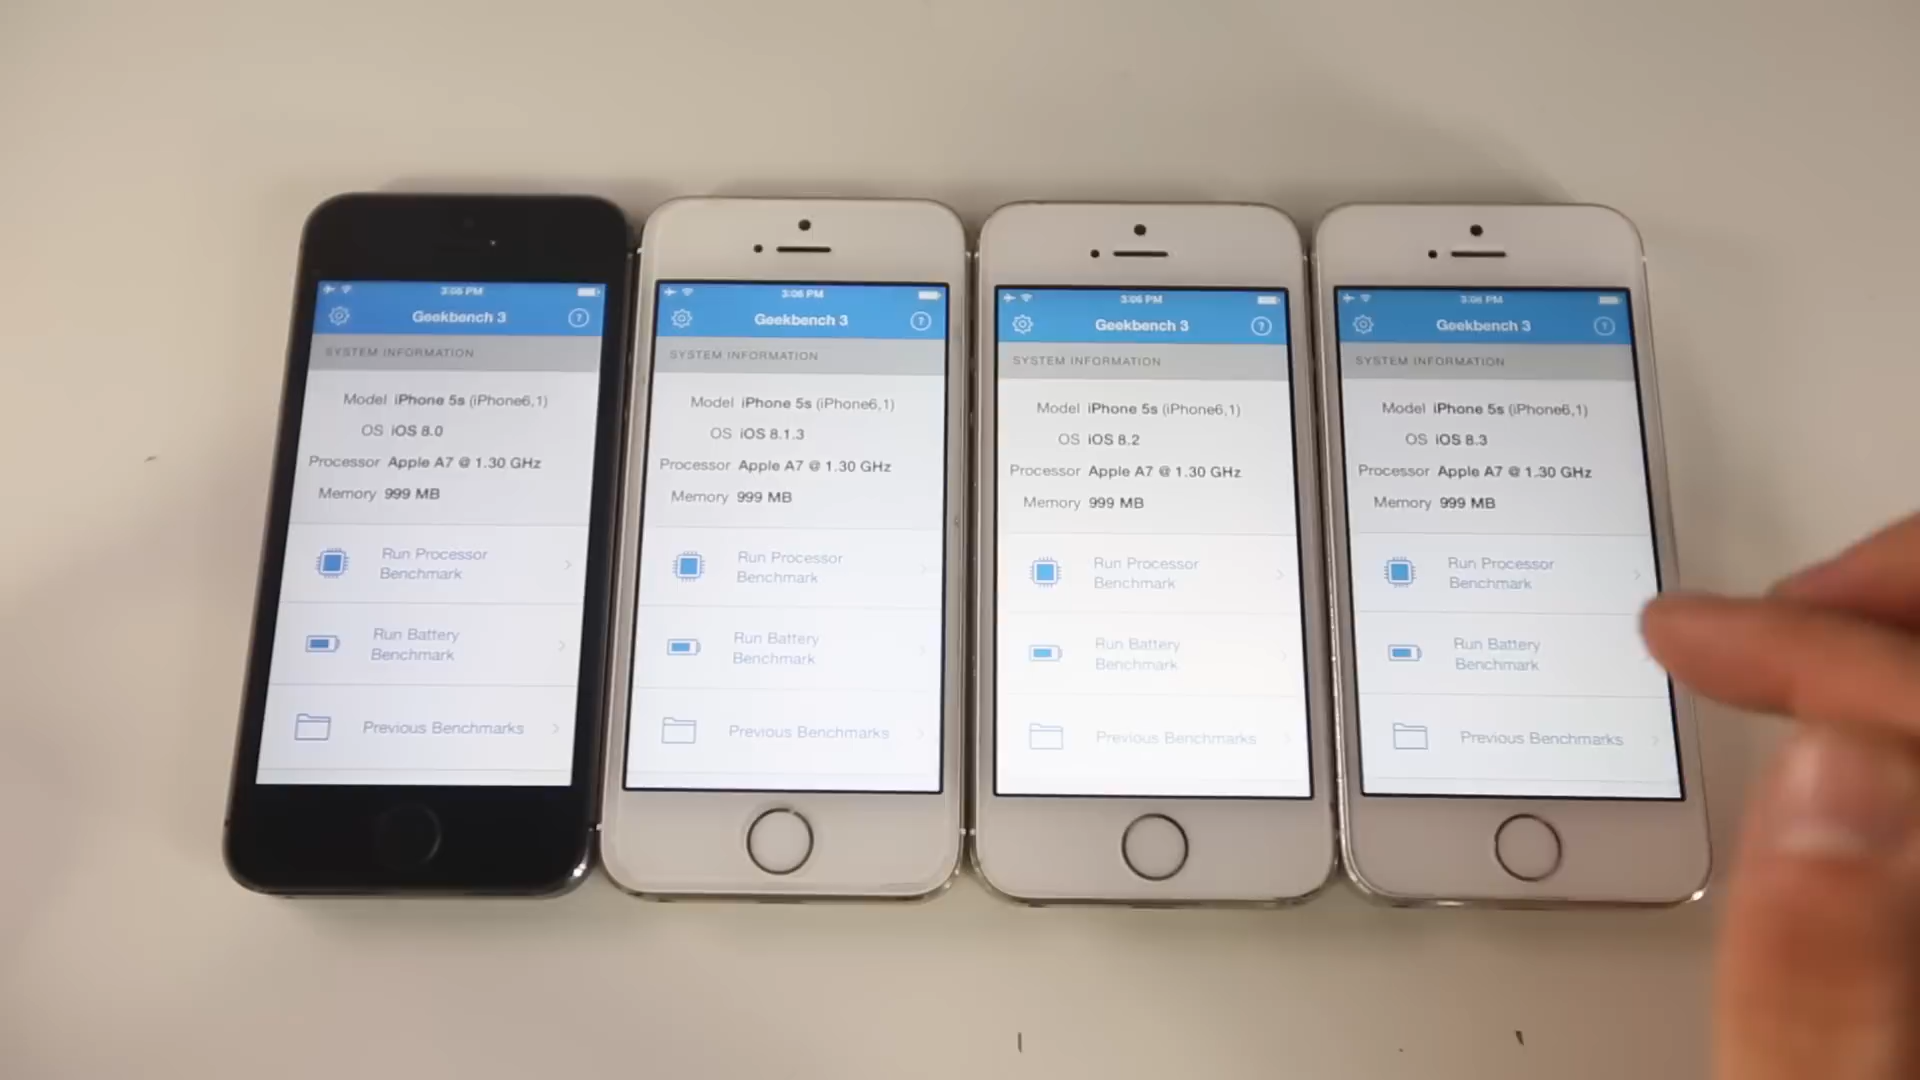 3:06 PM
Geekbench 3
?
SYSTEM INFORMATION
Model iPhone 5s (iPhone6,1)
OS iOS 8.0
Processor Apple A7 @ 1.30 GHz
Memory 999 MB
Run Processor
Benchmark
Run Battery
Benchmark
Previous Benchmarks
3:06 PM
Geekbench 3
?
SYSTEM INFORMATION
Model iPhone 5s (iPhone6,1)
OS iOS 8.1.3
Processor Apple A7 @ 1.30 GHz
Memory 999 MB
Run Processor
Benchmark
Run Battery
Benchmark
Previous Benchmarks
3:06 PM
Geekbench 3
?
SYSTEM INFORMATION
Model iPhone 5s (iPhone6,1)
OS iOS 8.2
Processor Apple A7 @ 1.30 GHz
Memory 999 MB
Run Processor
Benchmark
Run Battery
Benchmark
Previous Benchmarks
3:06 PM
Geekbench 3
?
SYSTEM INFORMATION
Model iPhone 5s (iPhone6,1)
OS iOS 8.3
Processor Apple A7 @ 1.30 GHz
Memory 999 MB
Run Processor
Benchmark
Run Battery
Benchmark
Previous Benchmarks